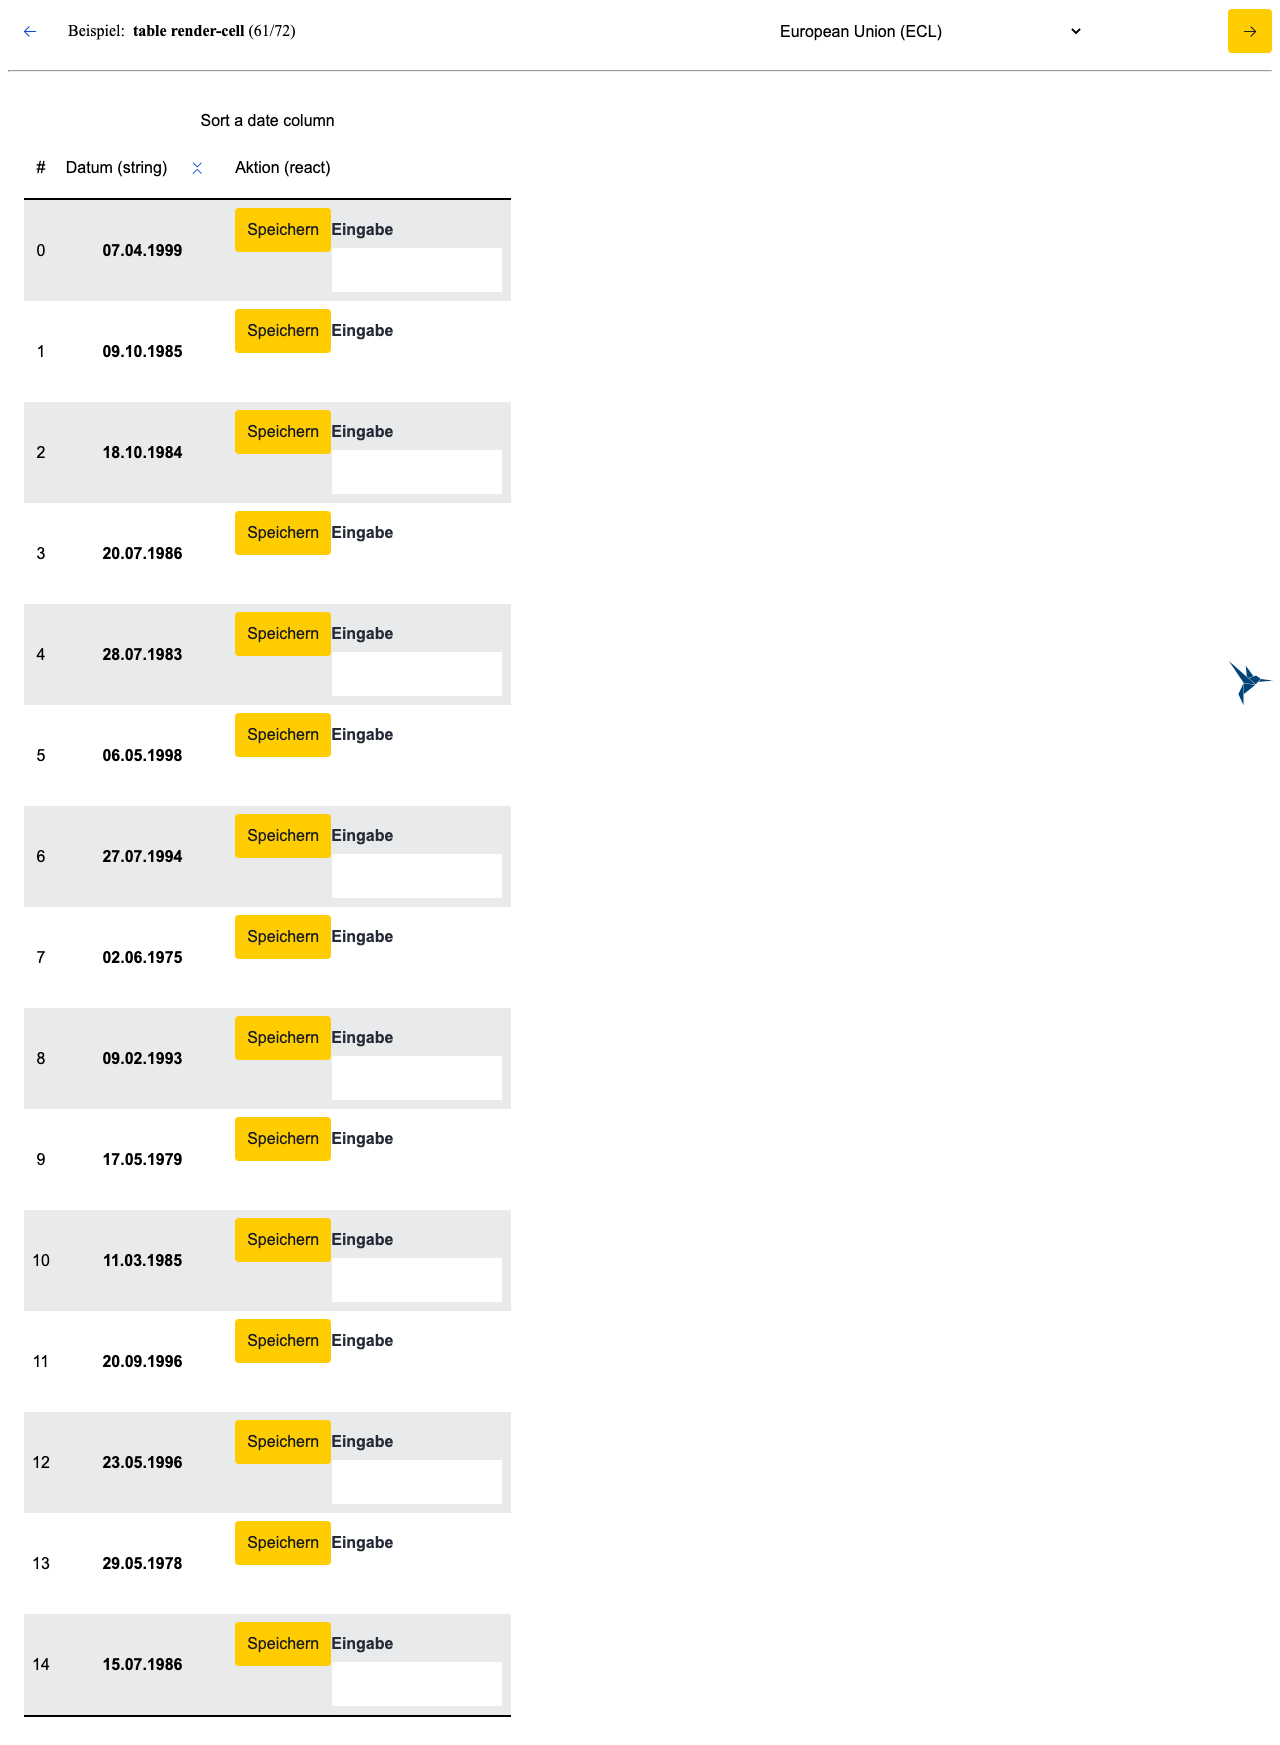 Beispiel: table render-cell (61/72)
European Union (ECL)
Sort a date column
# Datum (string) Aktion (react)
Speichern Eingabe
0 07.04.1999
Speichern Eingabe
1 09.10.1985
Speichern Eingabe
2 18.10.1984
Speichern Eingabe
3 20.07.1986
Speichern Eingabe
4 28.07.1983
Speichern Eingabe
5 06.05.1998
Speichern Eingabe
6 27.07.1994
Speichern Eingabe
7 02.06.1975
Speichern Eingabe
8 09.02.1993
Speichern Eingabe
9 17.05.1979
Speichern Eingabe
10 11.03.1985
Speichern Eingabe
11 20.09.1996
Speichern Eingabe
12 23.05.1996
Speichern Eingabe
13 29.05.1978
Speichern Eingabe
14 15.07.1986